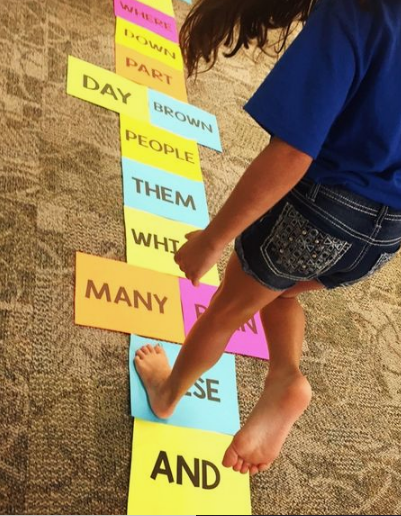 WHERE
DOWN
PART
DAY BROWN
PEOPLE
THEM
MANY
AND